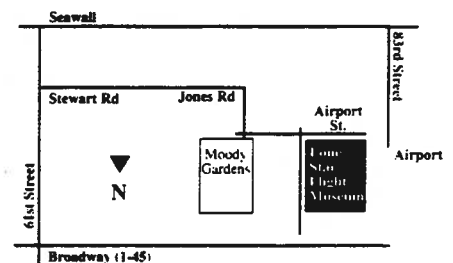 Seawall
83rd Street
Stewart Rd
Jones Rd
Airport
St.
Airport
Moody
Gardens
Lone
Star
Flight
Museum
N
61st Street
Broadway (1-45)